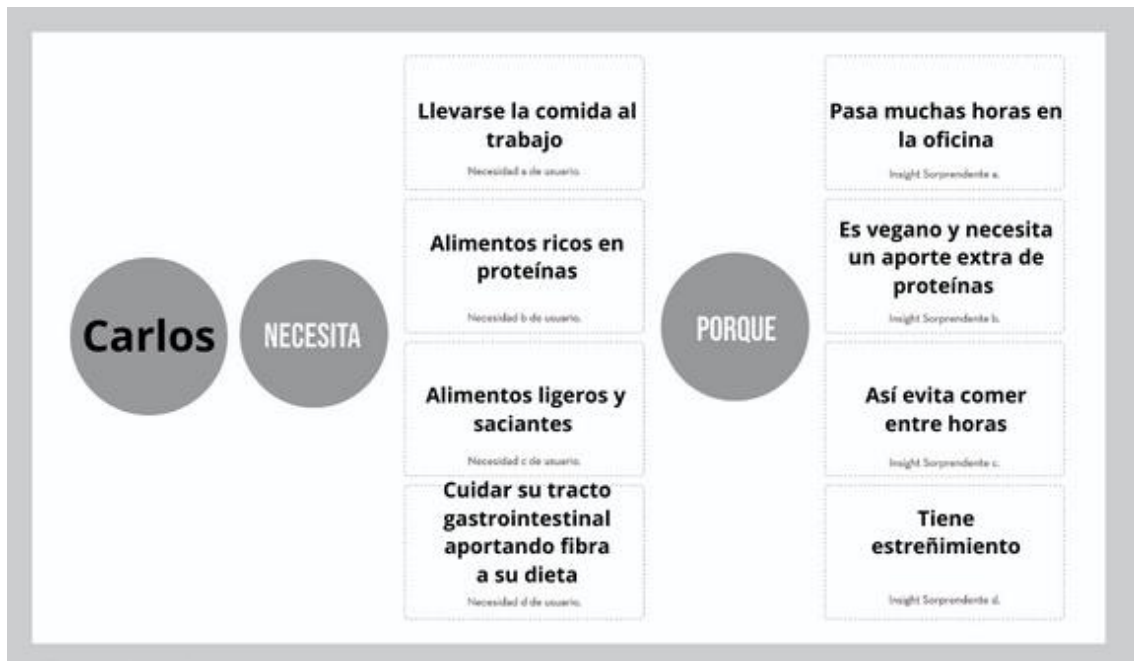 Carlos
NECESITA
Llevarse la comida al
trabajo
Necesidad a de usuario.
Alimentos ricos en
proteínas
Necesidad b de usuario.
Alimentos ligeros y
saciantes
Necesidad c de usuario.
Cuidar su tracto
gastrointestinal
aportando fibra
a su dieta
Necesidad d de usuario.
PORQUE
Pasa muchas horas en
la oficina
Insight Sorprendente a.
Es vegano y necesita
un aporte extra de
proteínas
Insight Sorprendente b.
Así evita comer
entre horas
Insight Sorprendente c.
Tiene
estreñimiento
Insight Sorprendente d.